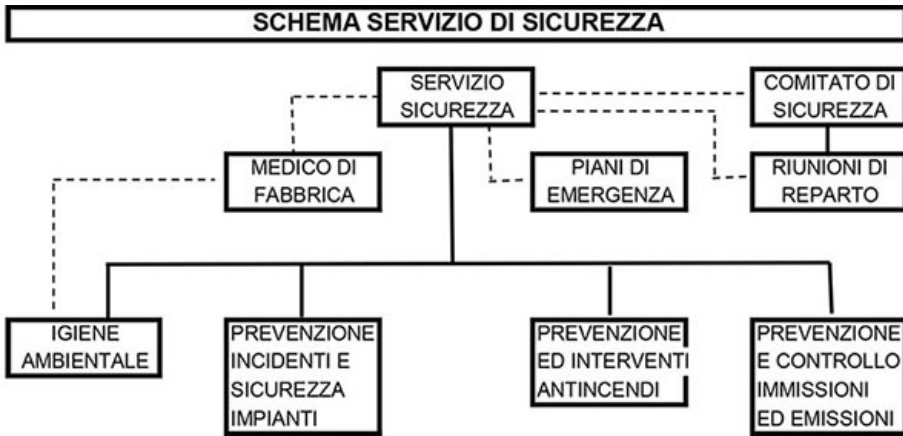 SCHEMA SERVIZIO DI SICUREZZA
SERVIZIO
SICUREZZA
COMITATO DI
SICUREZZA
MEDICO DI
FABBRICA
PIANI DI
EMERGENZA
RIUNIONI DI
REPARTO
IGIENE
AMBIENTALE
PREVENZIONE
INCIDENTI E
SICUREZZA
IMPIANTI
PREVENZIONE
ED INTERVENTI
ANTINCENDI
PREVENZIONE
E CONTROLLO
IMMISSIONI
ED EMISSIONI